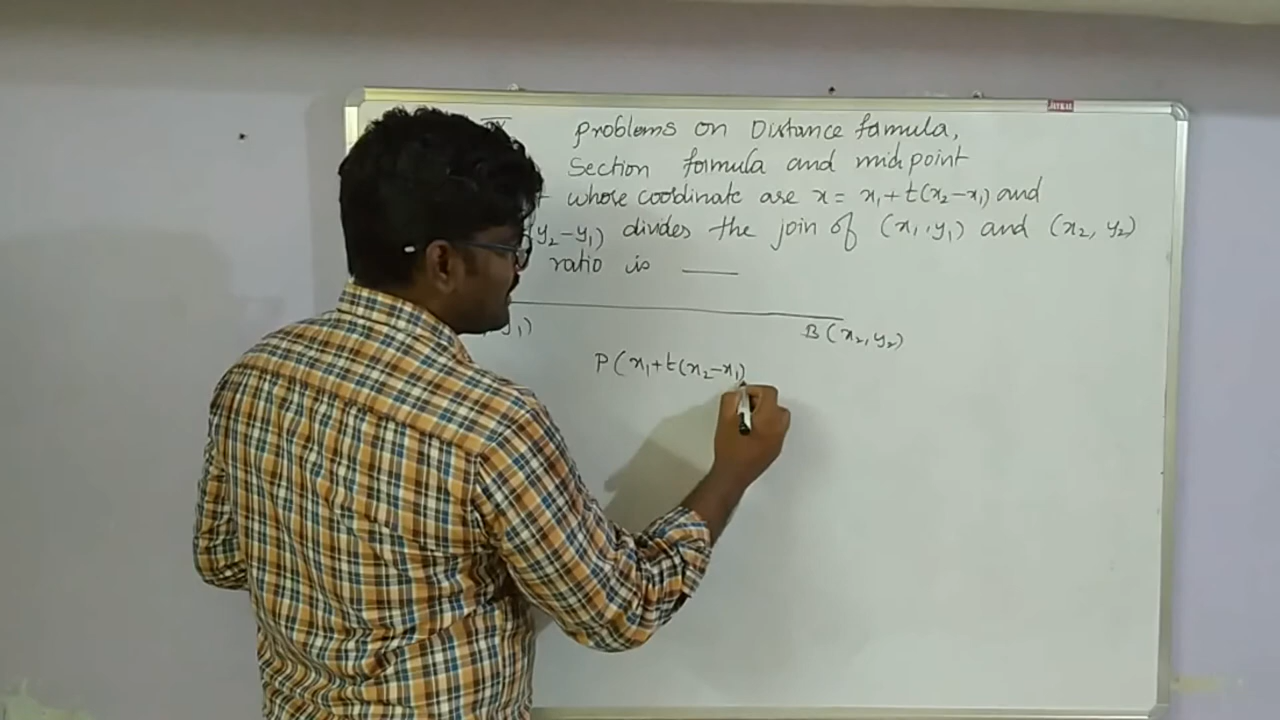 problems on Distance formula,
Section formula and midpoint
whose coordinate are x = x₁+t(x₂-x₁) and
(y₂-y₁) divides the join of (x₁,y₁) and (x₂, y₂)
ratio is ____
y₁) B(x₂,y₂)
P(x₁+t(x₂-x₁)